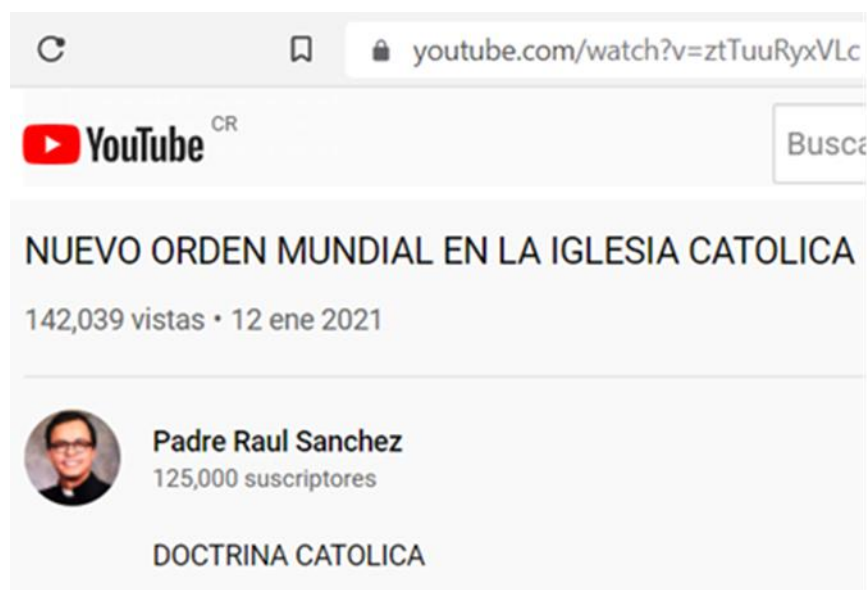 youtube.com/watch?v=ztTuuRyxVLc
YouTube CR
Busca
NUEVO ORDEN MUNDIAL EN LA IGLESIA CATOLICA
142,039 vistas • 12 ene 2021
Padre Raul Sanchez
125,000 suscriptores
DOCTRINA CATOLICA